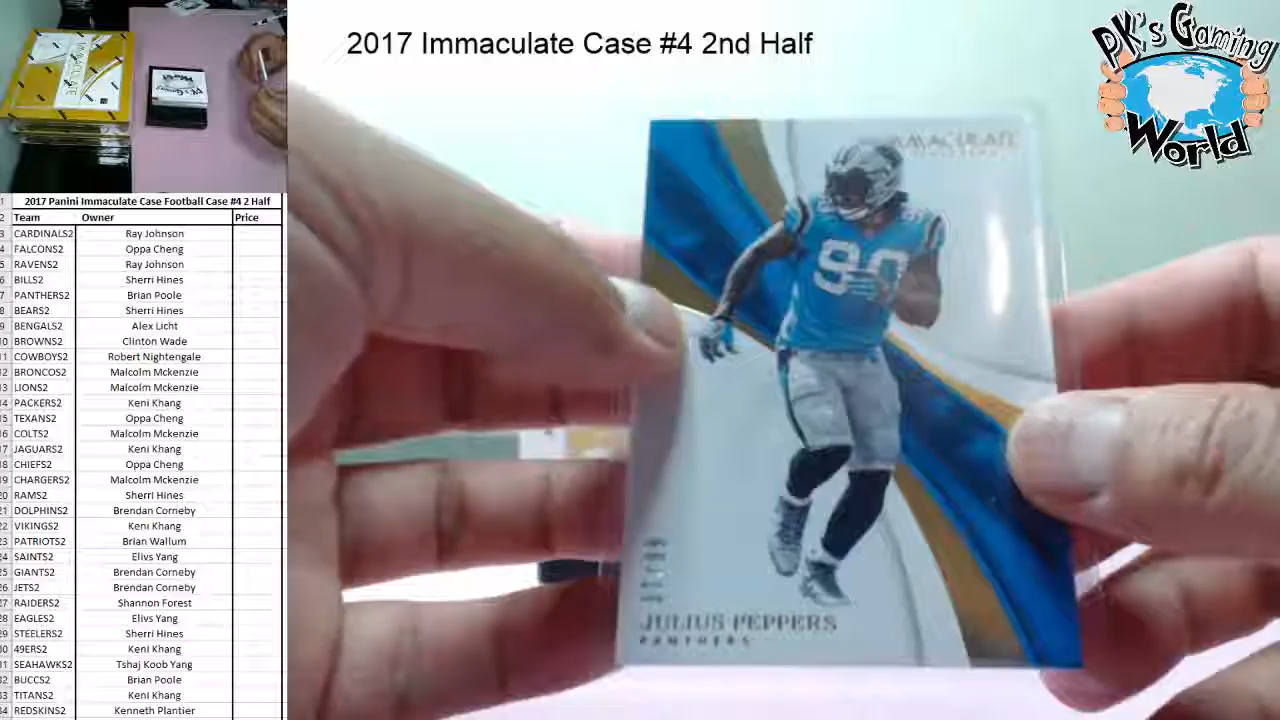 2017 Immaculate Case #4 2nd Half
PK's Gaming
World
2017 Panini Immaculate Case Football Case #4 2 Half
Team Owner Price
CARDINALS2 Ray Johnson
FALCONS2 Oppa Cheng
RAVENS2 Ray Johnson
BILLS2 Sherri Hines
PANTHERS2 Brian Poole
BEARS2 Sherri Hines
BENGALS2 Alex Licht
BROWNS2 Clinton Wade
COWBOYS2 Robert Nightengale
BRONCOS2 Malcolm Mckenzie
LIONS2 Malcolm Mckenzie
PACKERS2 Keni Khang
TEXANS2 Oppa Cheng
COLTS2 Malcolm Mckenzie
JAGUARS2 Keni Khang
CHIEFS2 Oppa Cheng
CHARGERS2 Malcolm Mckenzie
RAMS2 Sherri Hines
DOLPHINS2 Brendan Corneby
VIKINGS2 Keni Khang
PATRIOTS2 Brian Wallum
SAINTS2 Elivs Yang
GIANTS2 Brendan Corneby
JETS2 Brendan Corneby
RAIDERS2 Shannon Forest
EAGLES2 Elivs Yang
STEELERS2 Sherri Hines
49ERS2 Keni Khang
SEAHAWKS2 Tshaj Koob Yang
BUCCS2 Brian Poole
TITANS2 Keni Khang
REDSKINS2 Kenneth Plantier
90
JULIUS PEPPERS
PANTHERS